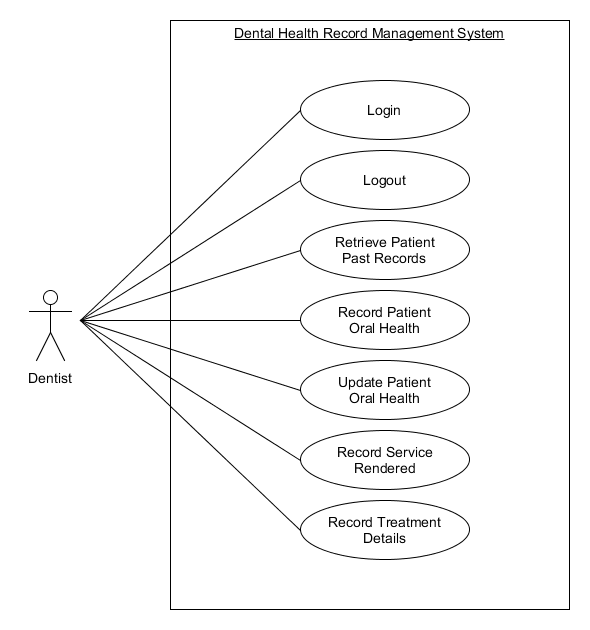 Dental Health Record Management System
Login
Logout
Retrieve Patient
Past Records
Record Patient
Oral Health
Dentist
Update Patient
Oral Health
Record Service
Rendered
Record Treatment
Details